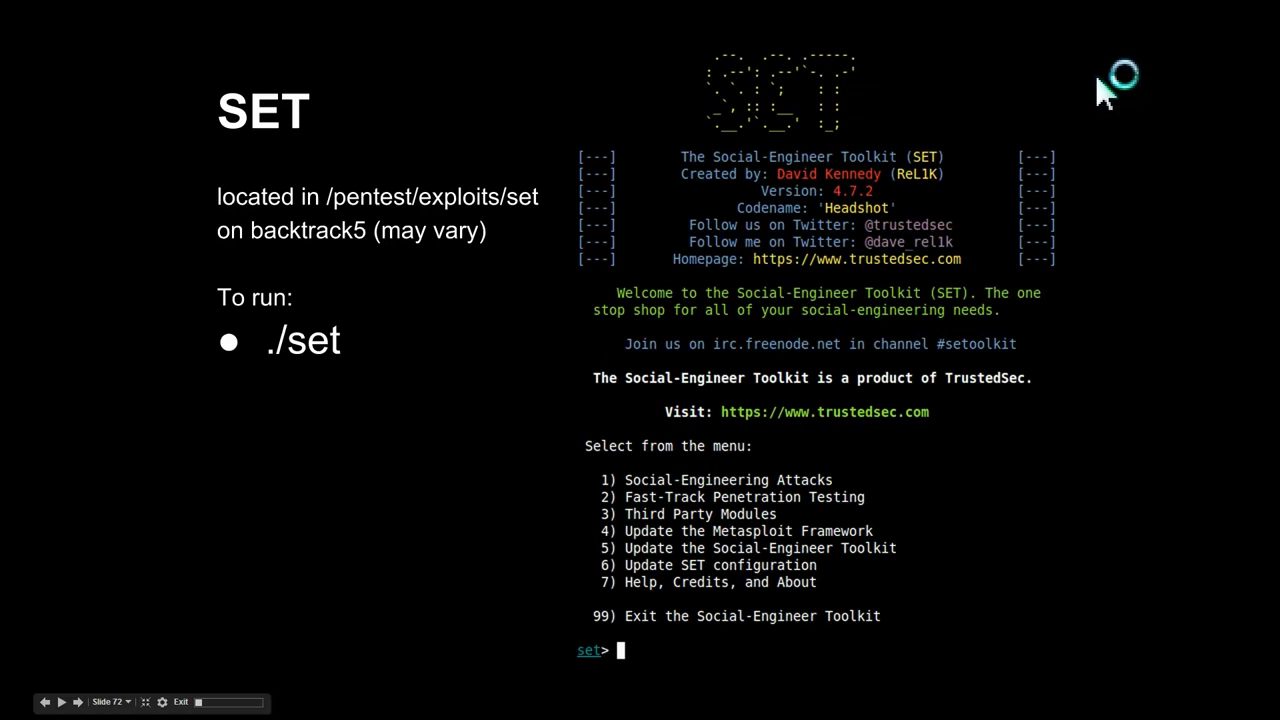 SET
located in /pentest/exploits/set
on backtrack5 (may vary)
To run:
● ./set
[---] The Social-Engineer Toolkit (SET) [---]
[---] Created by: David Kennedy (ReL1K) [---]
[---] Version: 4.7.2 [---]
[---] Codename: 'Headshot' [---]
[---] Follow us on Twitter: @trustedsec [---]
[---] Follow me on Twitter: @dave_rel1k [---]
[---] Homepage: https://www.trustedsec.com [---]
Welcome to the Social-Engineer Toolkit (SET). The one
stop shop for all of your social-engineering needs.
Join us on irc.freenode.net in channel #setoolkit
The Social-Engineer Toolkit is a product of TrustedSec.
Visit: https://www.trustedsec.com
Select from the menu:
1) Social-Engineering Attacks
2) Fast-Track Penetration Testing
3) Third Party Modules
4) Update the Metasploit Framework
5) Update the Social-Engineer Toolkit
6) Update SET configuration
7) Help, Credits, and About
99) Exit the Social-Engineer Toolkit
set>
Slide 72 Exit